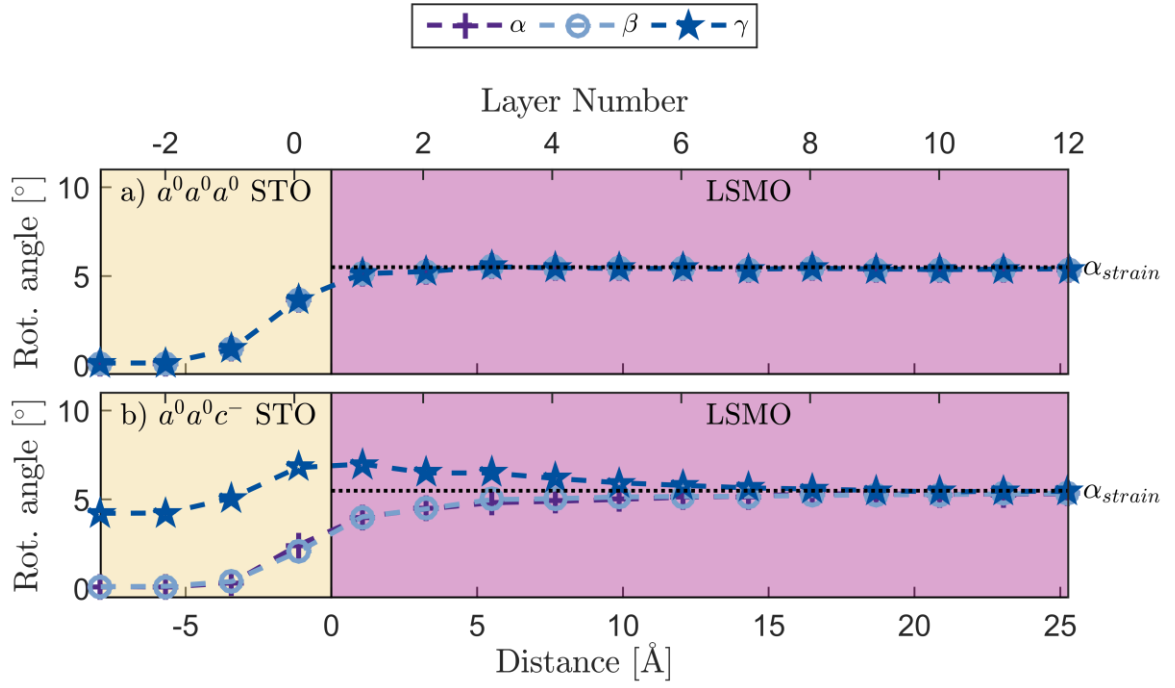 α β γ
Layer Number
-2 0 2 4 6 8 10 12
a) a⁰a⁰a⁰ STO LSMO
10
5
0
Rot. angle [°]
α_strain
b) a⁰a⁰c⁻ STO LSMO
10
5
0
Rot. angle [°]
α_strain
-5 0 5 10 15 20 25
Distance [Å]